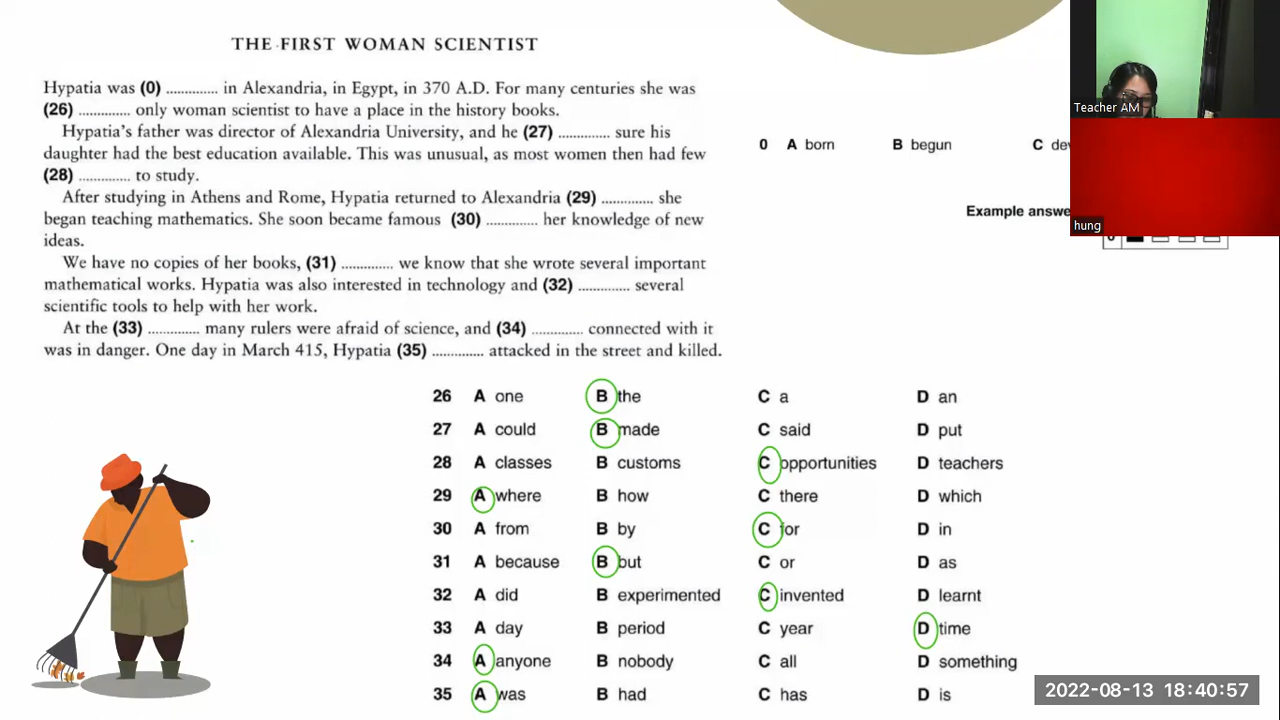 THE FIRST WOMAN SCIENTIST
Hypatia was (0) ............. in Alexandria, in Egypt, in 370 A.D. For many centuries she was
(26) ............. only woman scientist to have a place in the history books.
Hypatia's father was director of Alexandria University, and he (27) ............. sure his
daughter had the best education available. This was unusual, as most women then had few
(28) ............. to study.
After studying in Athens and Rome, Hypatia returned to Alexandria (29) ............. she
began teaching mathematics. She soon became famous (30) ............. her knowledge of new
ideas.
We have no copies of her books, (31) ............. we know that she wrote several important
mathematical works. Hypatia was also interested in technology and (32) ............. several
scientific tools to help with her work.
At the (33) ............. many rulers were afraid of science, and (34) ............. connected with it
was in danger. One day in March 415, Hypatia (35) ............. attacked in the street and killed.
0 A born B begun C
Example
Teacher AM
hung
26 A one B the C a D an
27 A could B made C said D put
28 A classes B customs C opportunities D teachers
29 A where B how C there D which
30 A from B by C for D in
31 A because B but C or D as
32 A did B experimented C invented D learnt
33 A day B period C year D time
34 A anyone B nobody C all D something
35 A was B had C has D is
2022-08-13 18:40:57